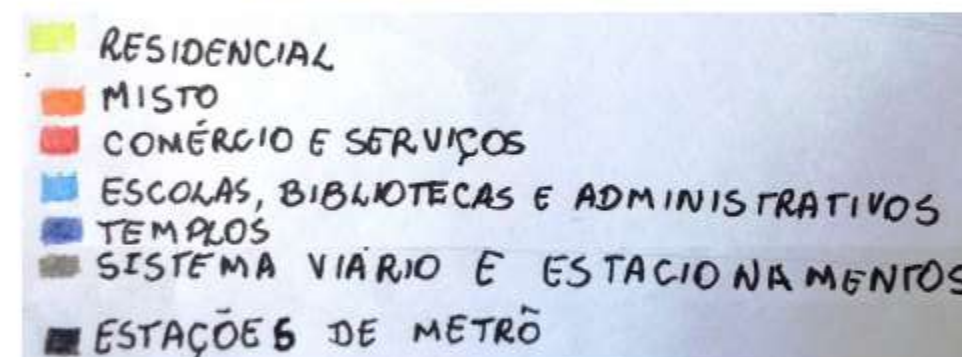 RESIDENCIAL
MISTO
COMÉRCIO E SERVIÇOS
ESCOLAS, BIBLIOTECAS E ADMINISTRATIVOS
TEMPLOS
SISTEMA VIÁRIO E ESTACIONAMENTOS
ESTAÇÕES DE METRÔ